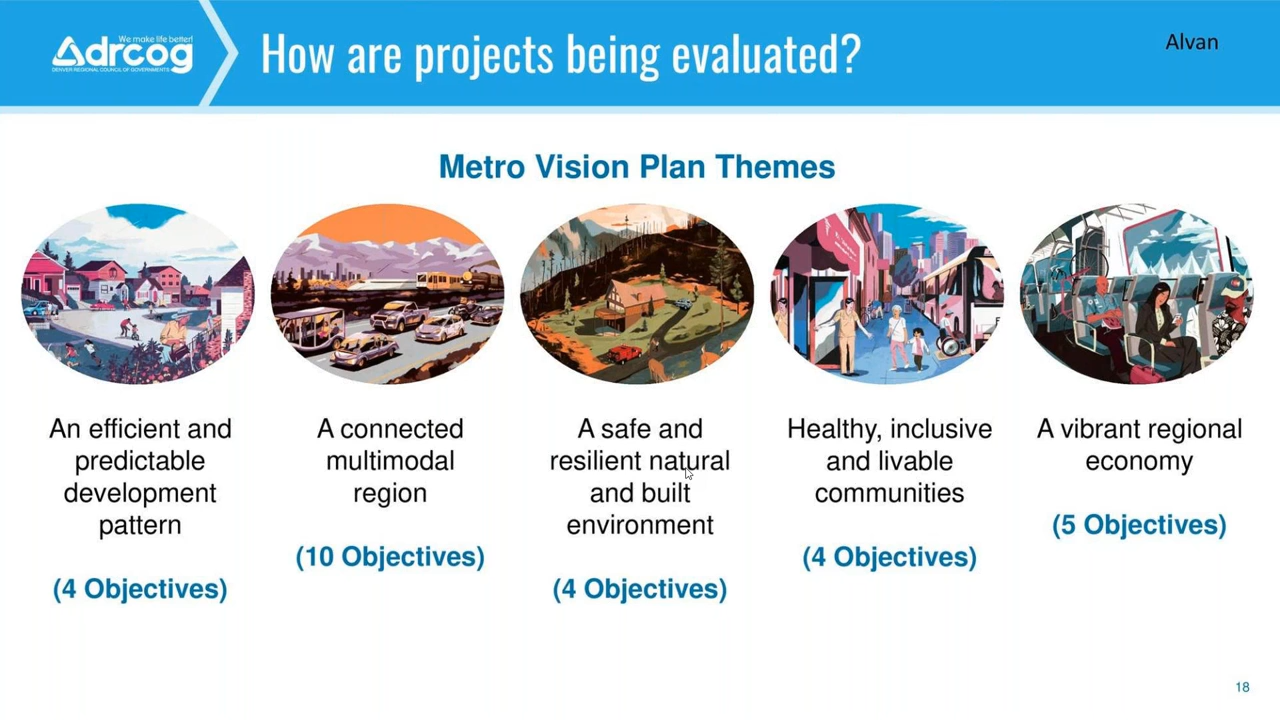 We make life better!
drcog
DENVER REGIONAL COUNCIL OF GOVERNMENTS
How are projects being evaluated?
Alvan
Metro Vision Plan Themes
An efficient and
predictable
development
pattern
(4 Objectives)
A connected
multimodal
region
(10 Objectives)
A safe and
resilient natural
and built
environment
(4 Objectives)
Healthy, inclusive
and livable
communities
(4 Objectives)
A vibrant regional
economy
(5 Objectives)
18